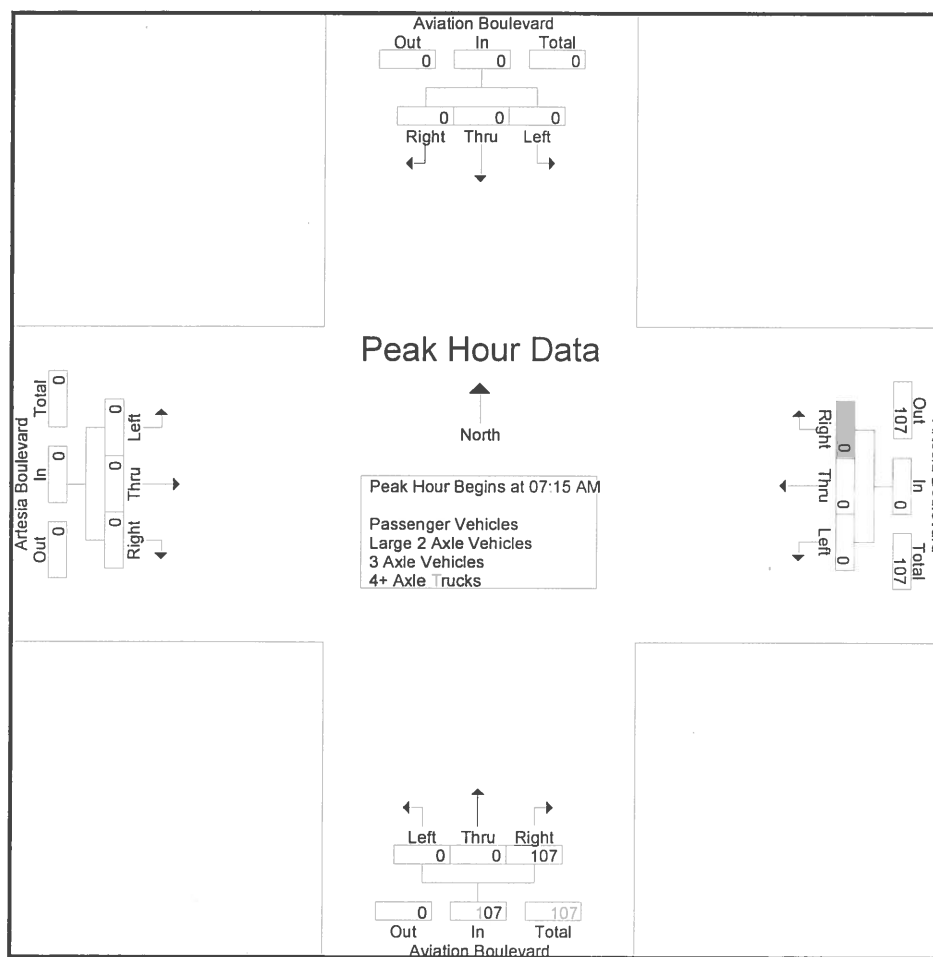 Aviation Boulevard
Out In Total
0 0 0
0 0 0
Right Thru Left
Peak Hour Data
North
Peak Hour Begins at 07:15 AM
Passenger Vehicles
Large 2 Axle Vehicles
3 Axle Vehicles
4+ Axle Trucks
Artesia Boulevard
Out In Total
0 0 0
0 0 0
Right Thru Left
Right Thru Left
0 0 0
Out In Total
107 0 107
Left Thru Right
0 0 107
0 107 107
Out In Total
Aviation Boulevard